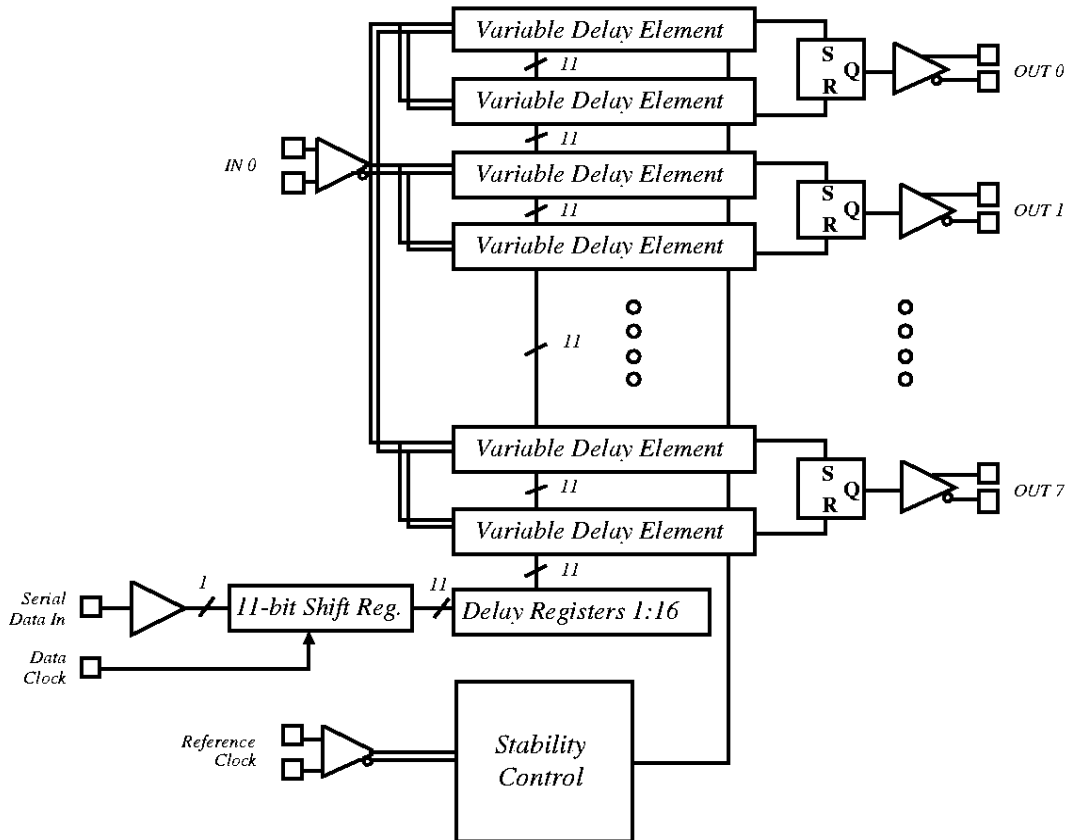 Variable Delay Element
S
Q
R
OUT 0
11
Variable Delay Element
11
IN 0
Variable Delay Element
S
Q
R
OUT 1
11
Variable Delay Element
11
Variable Delay Element
S
Q
R
OUT 7
11
Variable Delay Element
11
Serial
Data In
1
11-bit Shift Reg.
11
Delay Registers 1:16
Data
Clock
Reference
Clock
Stability
Control